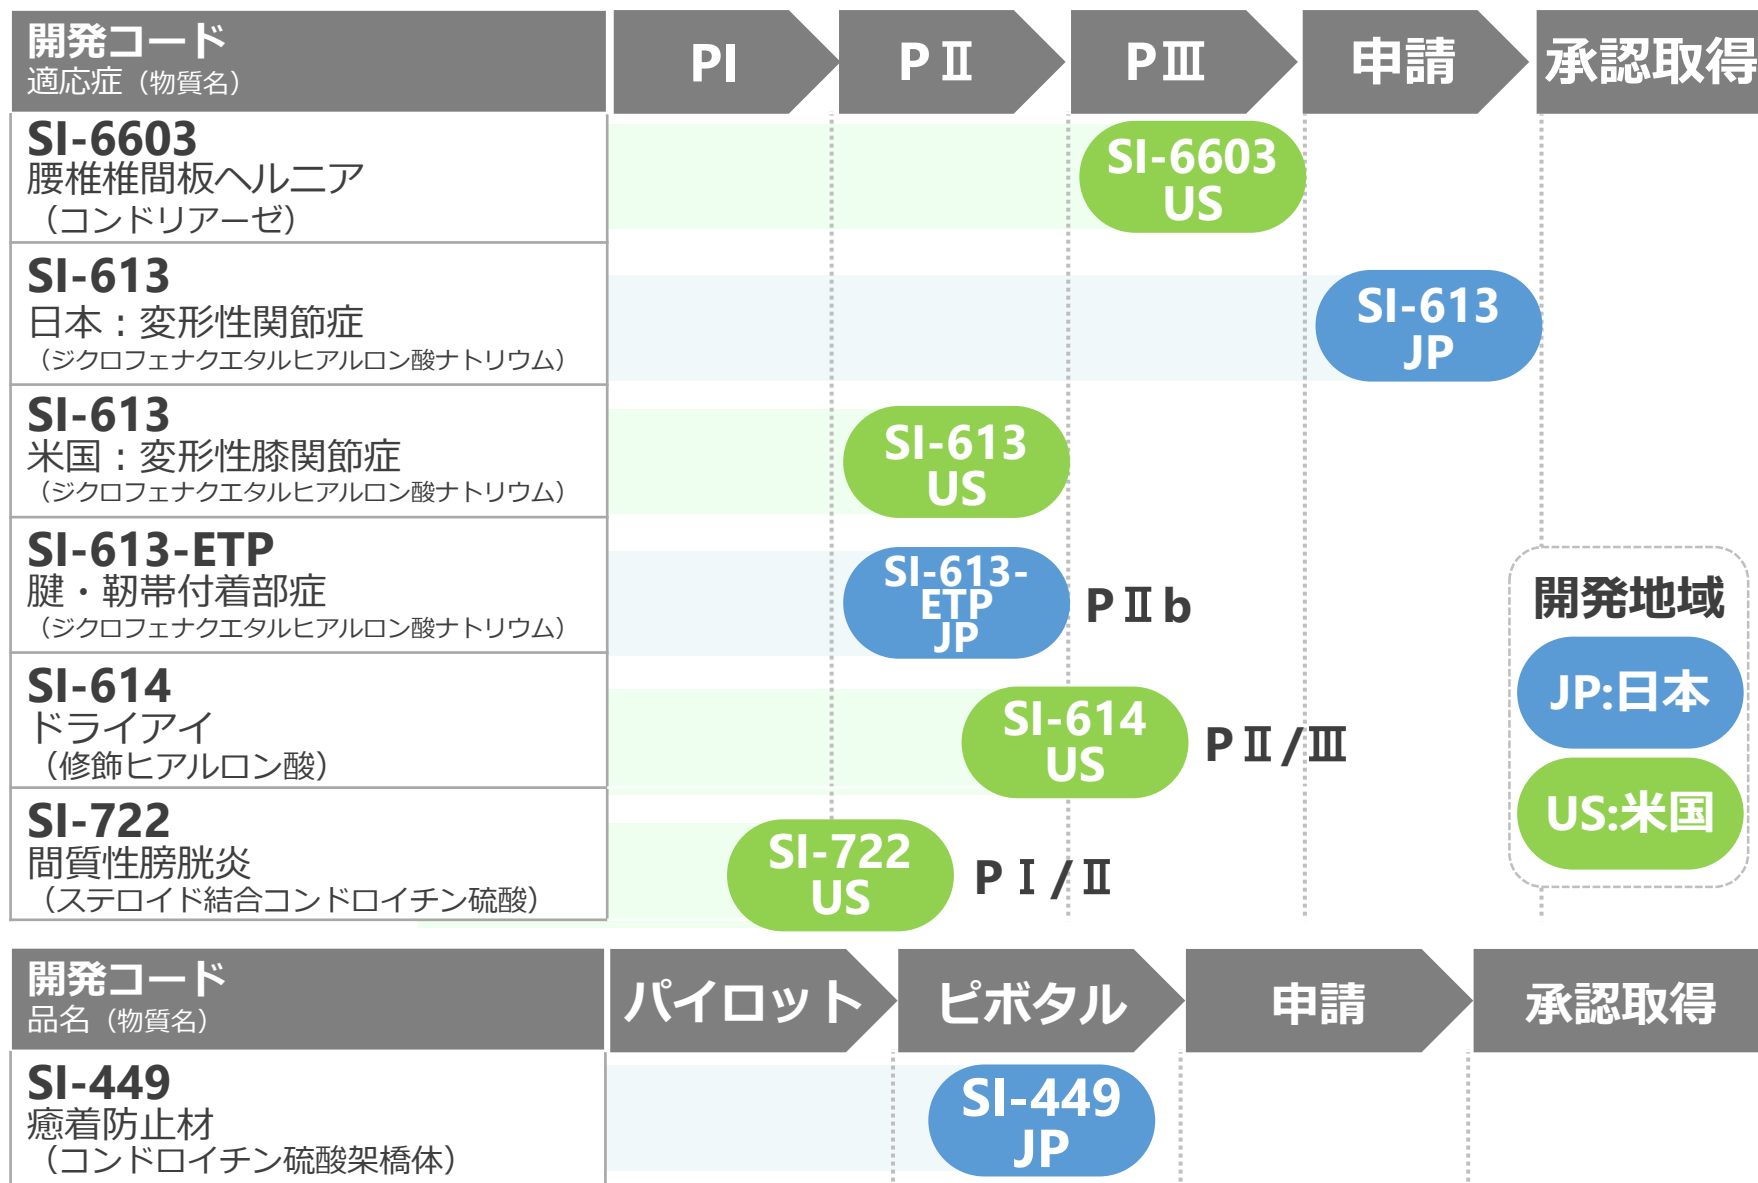 開発コード
適応症（物質名）
PI
PⅡ
PⅢ
申請
承認取得
SI-6603
腰椎椎間板ヘルニア
（コンドリアーゼ）
SI-6603
US
SI-613
日本：変形性関節症
（ジクロフェナクエタルヒアルロン酸ナトリウム）
SI-613
JP
SI-613
米国：変形性膝関節症
（ジクロフェナクエタルヒアルロン酸ナトリウム）
SI-613
US
SI-613-ETP
腱・靭帯付着部症
（ジクロフェナクエタルヒアルロン酸ナトリウム）
SI-613-
ETP
JP
PⅡb
SI-614
ドライアイ
（修飾ヒアルロン酸）
SI-614
US
PⅡ/Ⅲ
SI-722
間質性膀胱炎
（ステロイド結合コンドロイチン硫酸）
SI-722
US
PⅠ/Ⅱ
開発地域
JP:日本
US:米国
開発コード
品名（物質名）
パイロット
ピボタル
申請
承認取得
SI-449
癒着防止材
（コンドロイチン硫酸架橋体）
SI-449
JP